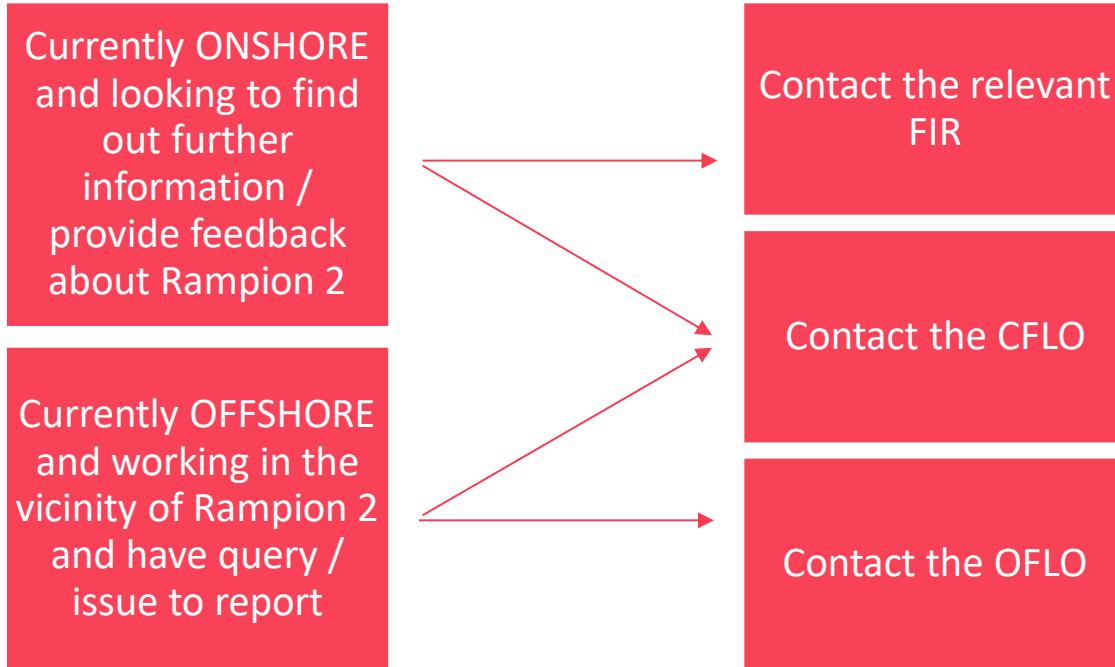 Currently ONSHORE
and looking to find
out further
information /
provide feedback
about Rampion 2
Currently OFFSHORE
and working in the
vicinity of Rampion 2
and have query /
issue to report
Contact the relevant
FIR
Contact the CFLO
Contact the OFLO